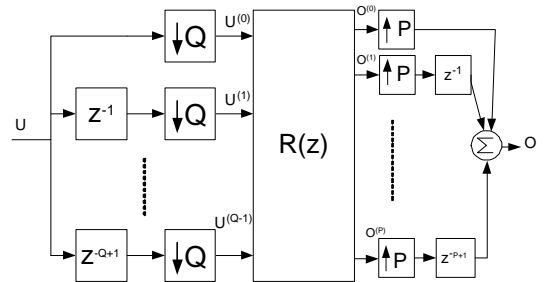 ↓Q
U(0)
O(0)
↑P
U
z-1
↓Q
U(1)
R(z)
O(1)
↑P
z-1
Σ
O
z-Q+1
↓Q
U(Q-1)
O(P)
↑P
z-P+1